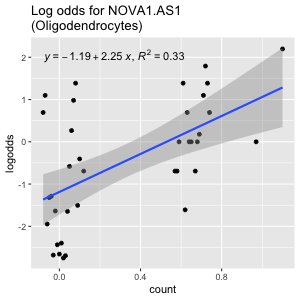 Log odds for NOVA1.AS1
(Oligodendrocytes)
y = −1.19 + 2.25 x, R² = 0.33
2
1
0
-1
-2
logodds
0.0 0.4 0.8
count